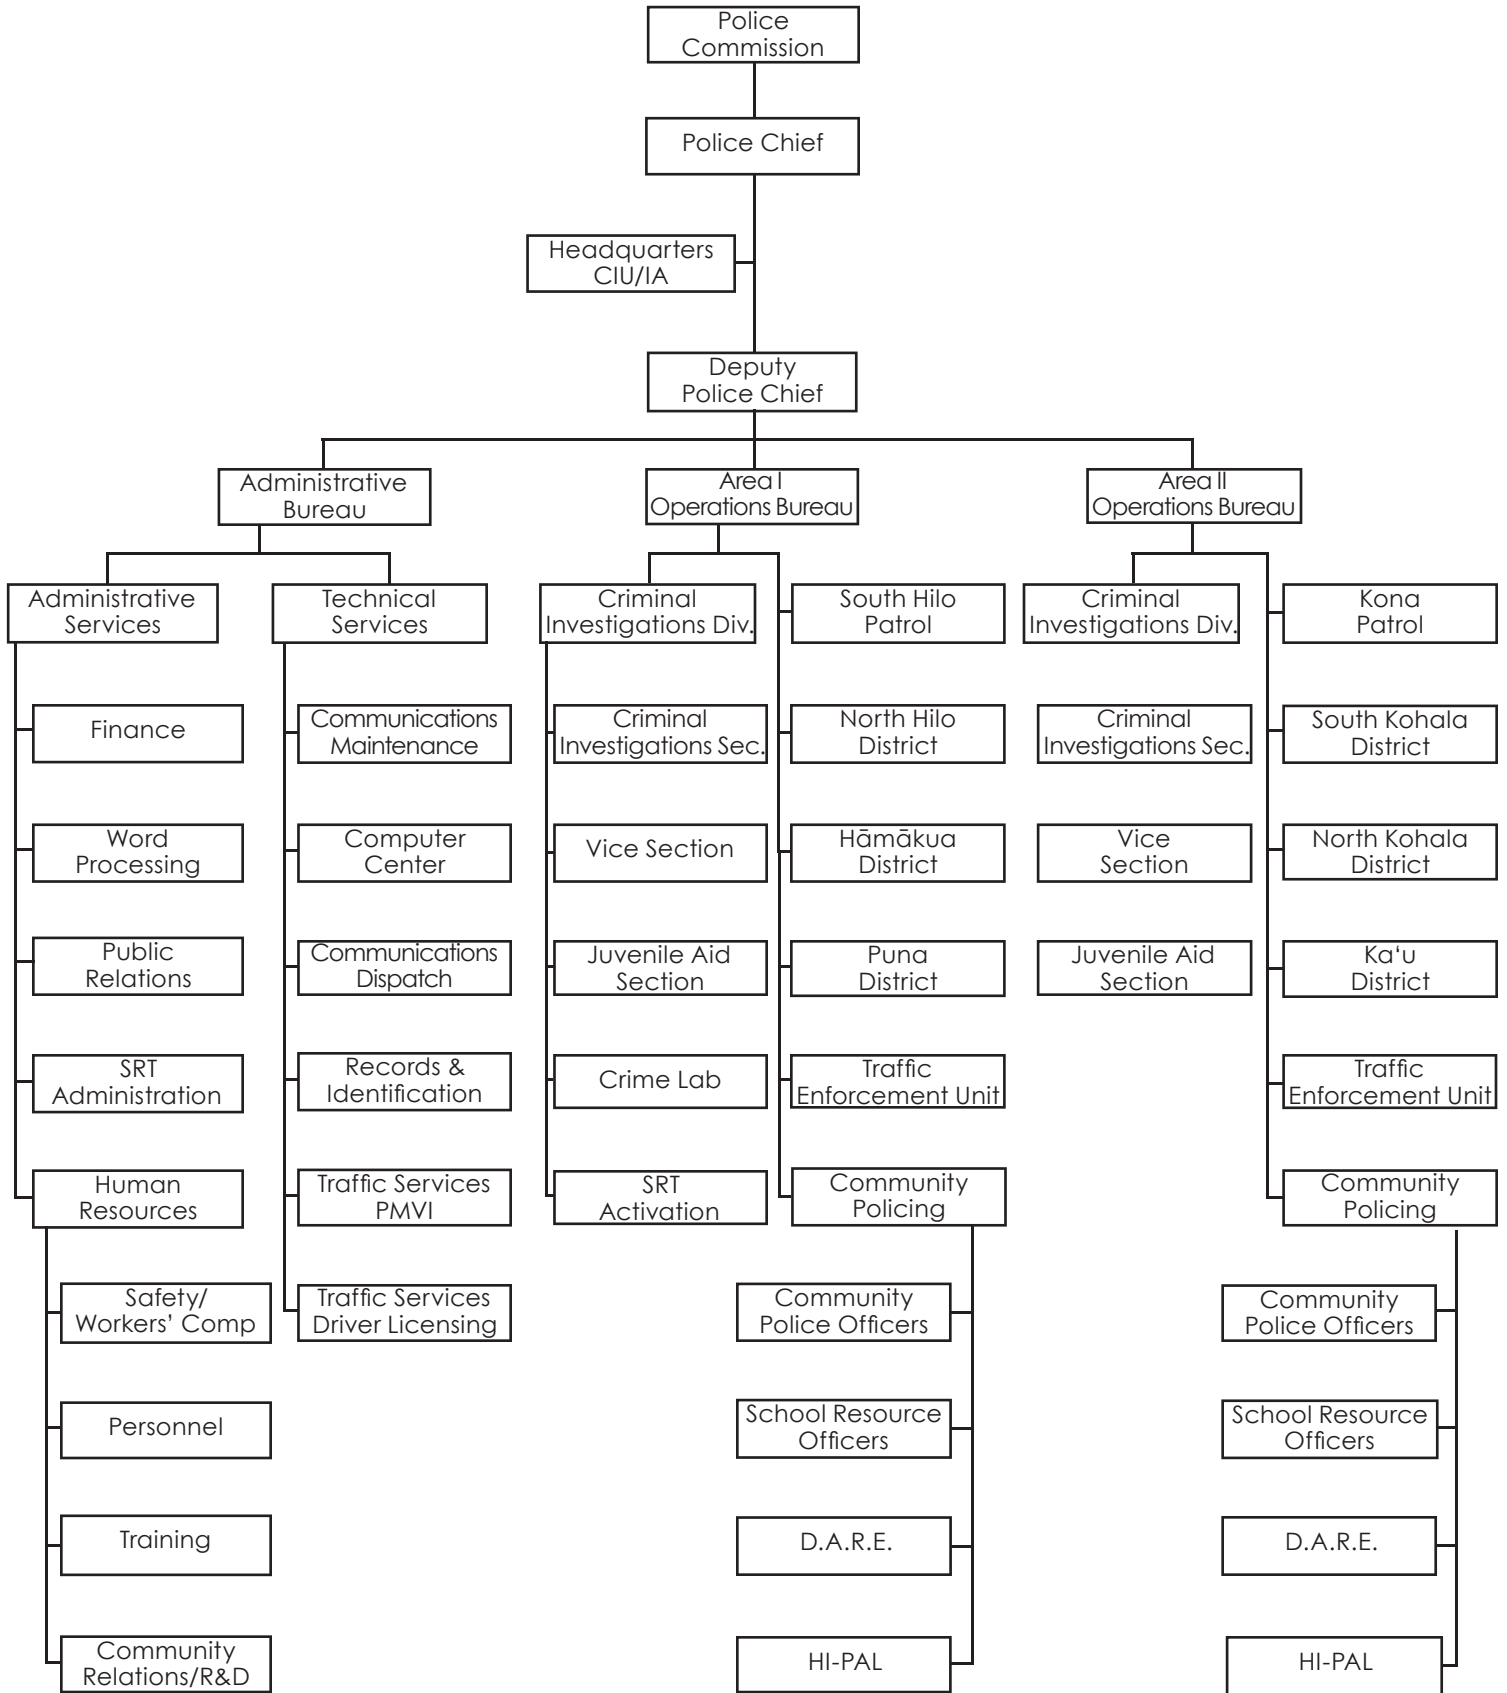 Police
Commission
Police Chief
Headquarters
CIU/IA
Deputy
Police Chief
Administrative
Bureau
Area I
Operations Bureau
Area II
Operations Bureau
Administrative
Services
Technical
Services
Criminal
Investigations Div.
South Hilo
Patrol
Criminal
Investigations Div.
Kona
Patrol
Finance
Communications
Maintenance
Criminal
Investigations Sec.
North Hilo
District
Criminal
Investigations Sec.
South Kohala
District
Word
Processing
Computer
Center
Vice Section
Hāmākua
District
Vice
Section
North Kohala
District
Public
Relations
Communications
Dispatch
Juvenile Aid
Section
Puna
District
Juvenile Aid
Section
Ka‘u
District
SRT
Administration
Records &
Identification
Crime Lab
Traffic
Enforcement Unit
Traffic
Enforcement Unit
Human
Resources
Traffic Services
PMVI
SRT
Activation
Community
Policing
Community
Policing
Safety/
Workers’ Comp
Traffic Services
Driver Licensing
Community
Police Officers
Community
Police Officers
Personnel
School Resource
Officers
School Resource
Officers
Training
D.A.R.E.
D.A.R.E.
Community
Relations/R&D
HI-PAL
HI-PAL